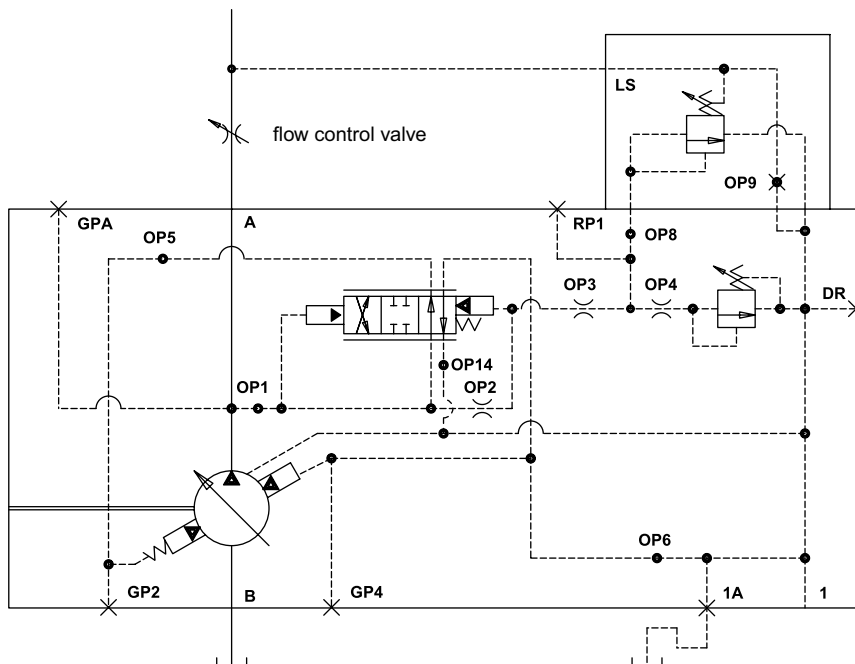 LS
flow control valve
OP9
GPA
A
RP1
OP5
OP8
OP3
OP4
DR
OP14
OP1
OP2
OP6
GP2
B
GP4
1A
1